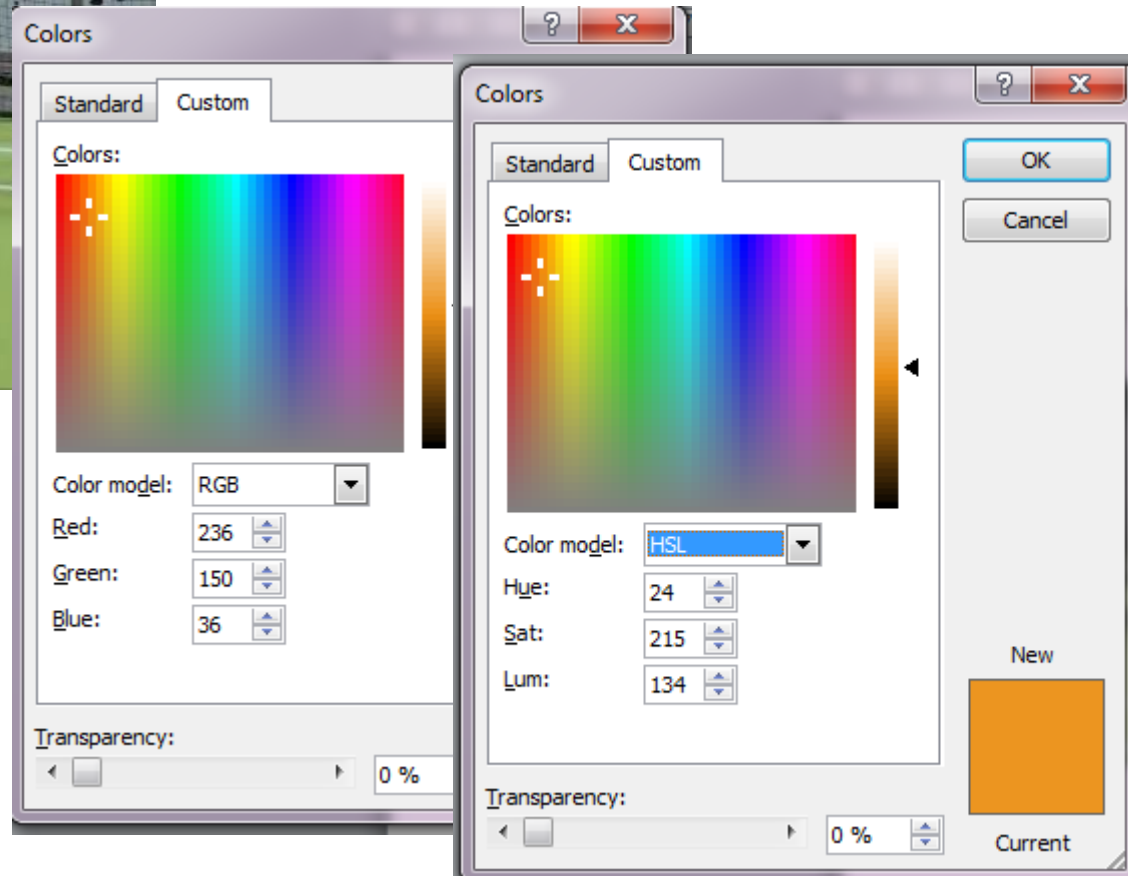 Colors
?
X
Standard
Custom
Colors:
Color model:
RGB
Red:
236
Green:
150
Blue:
36
Transparency:
0 %
Colors
?
X
Standard
Custom
OK
Cancel
Colors:
Color model:
HSL
Hue:
24
Sat:
215
Lum:
134
New
Current
Transparency:
0 %